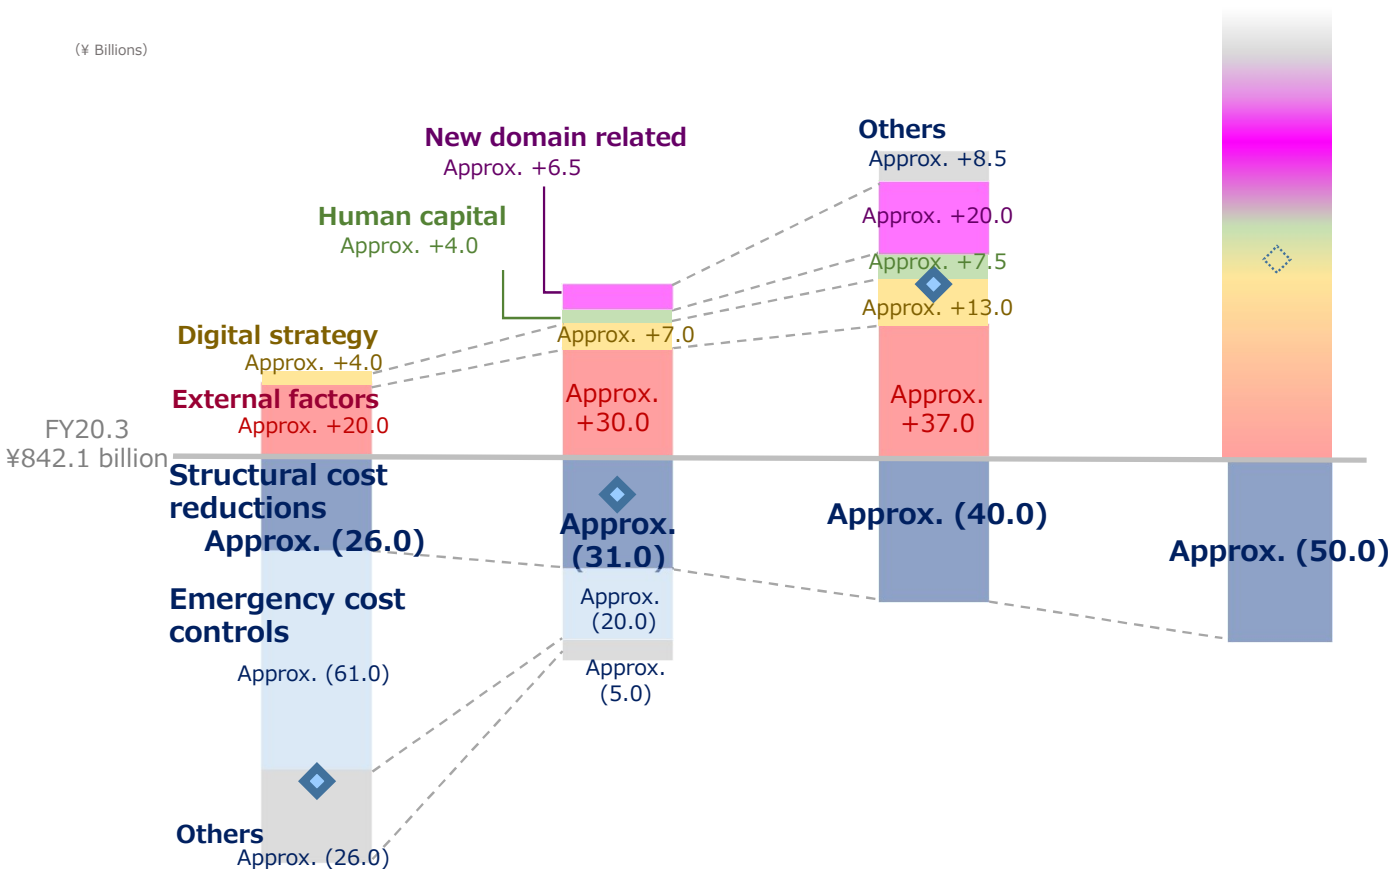 (¥ Billions)
New domain related
Approx. +6.5
Human capital
Approx. +4.0
Digital strategy
Approx. +4.0
External factors
Approx. +20.0
FY20.3
¥842.1 billion
Structural cost
reductions
Approx. (26.0)
Emergency cost
controls
Approx. (61.0)
Others
Approx. (26.0)
Approx. +7.0
Approx.
+30.0
Approx.
(31.0)
Approx.
(20.0)
Approx.
(5.0)
Others
Approx. +8.5
Approx. +20.0
Approx. +7.5
Approx. +13.0
Approx.
+37.0
Approx. (40.0)
Approx. (50.0)